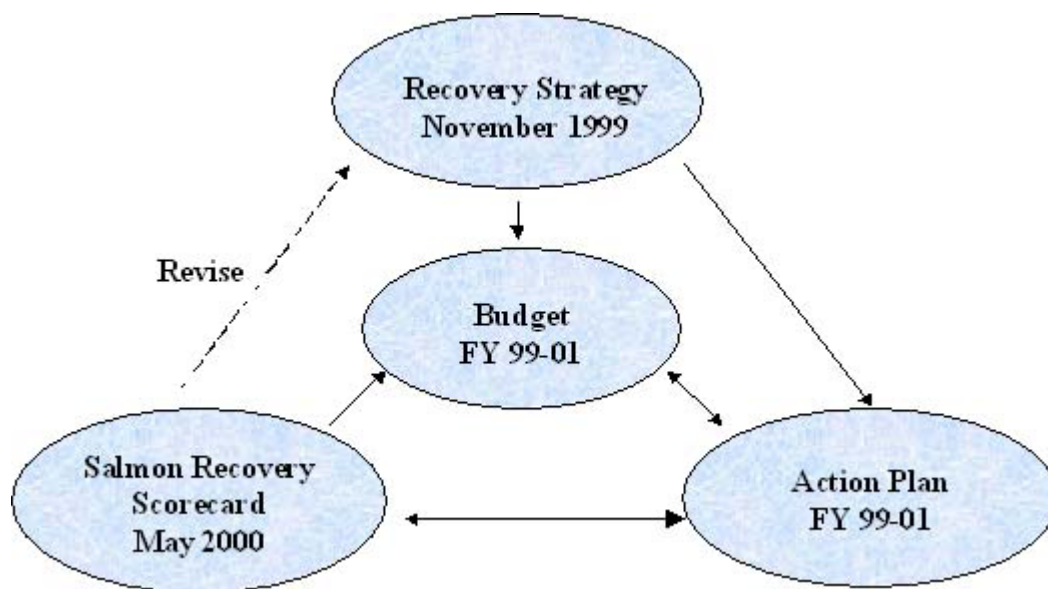 Recovery Strategy
November 1999
Revise
Budget
FY 99-01
Salmon Recovery
Scorecard
May 2000
Action Plan
FY 99-01